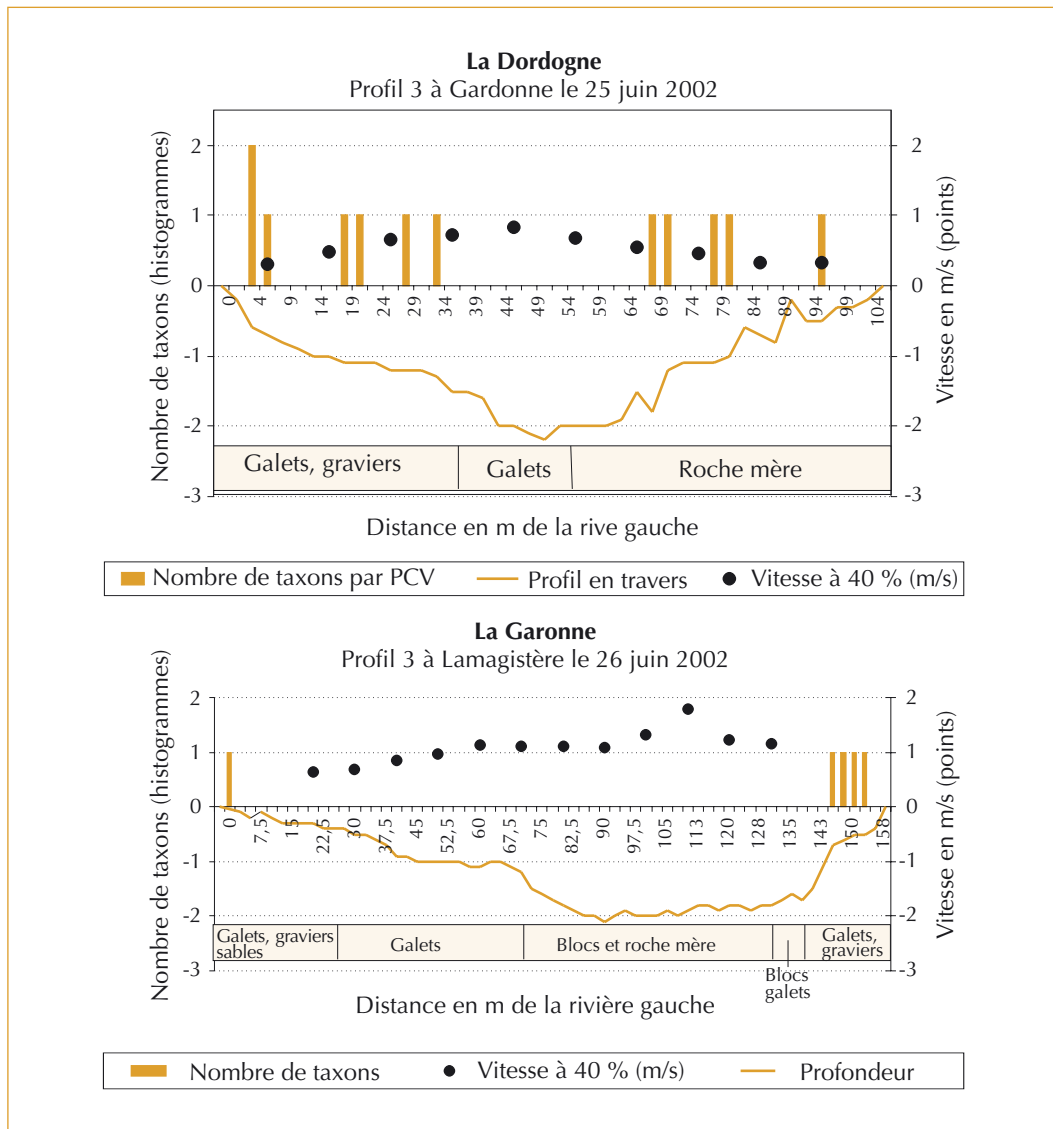 La Dordogne
Profil 3 à Gardonne le 25 juin 2002
Nombre de taxons (histogrammes)
Vitesse en m/s (points)
2 2
1 1
0 0
0 4 9 14 19 24 29 34 39 44 49 54 59 64 69 74 79 84 89 94 99 104
-1 -1
-2 -2
Galets, graviers Galets Roche mère
-3 -3
Distance en m de la rive gauche
Nombre de taxons par PCV Profil en travers Vitesse à 40 % (m/s)
La Garonne
Profil 3 à Lamagistère le 26 juin 2002
Nombre de taxons (histogrammes)
Vitesse en m/s (points)
2 2
1 1
0 0
0 7,5 15 22,5 30 37,5 45 52,5 60 67,5 75 82,5 90 97,5 105 113 120 128 135 143 150 158
-1 -1
-2 -2
Galets, graviers
sables
Galets
Blocs et roche mère
Blocs
galets
Galets,
graviers
-3 -3
Distance en m de la rivière gauche
Nombre de taxons Vitesse à 40 % (m/s) Profondeur